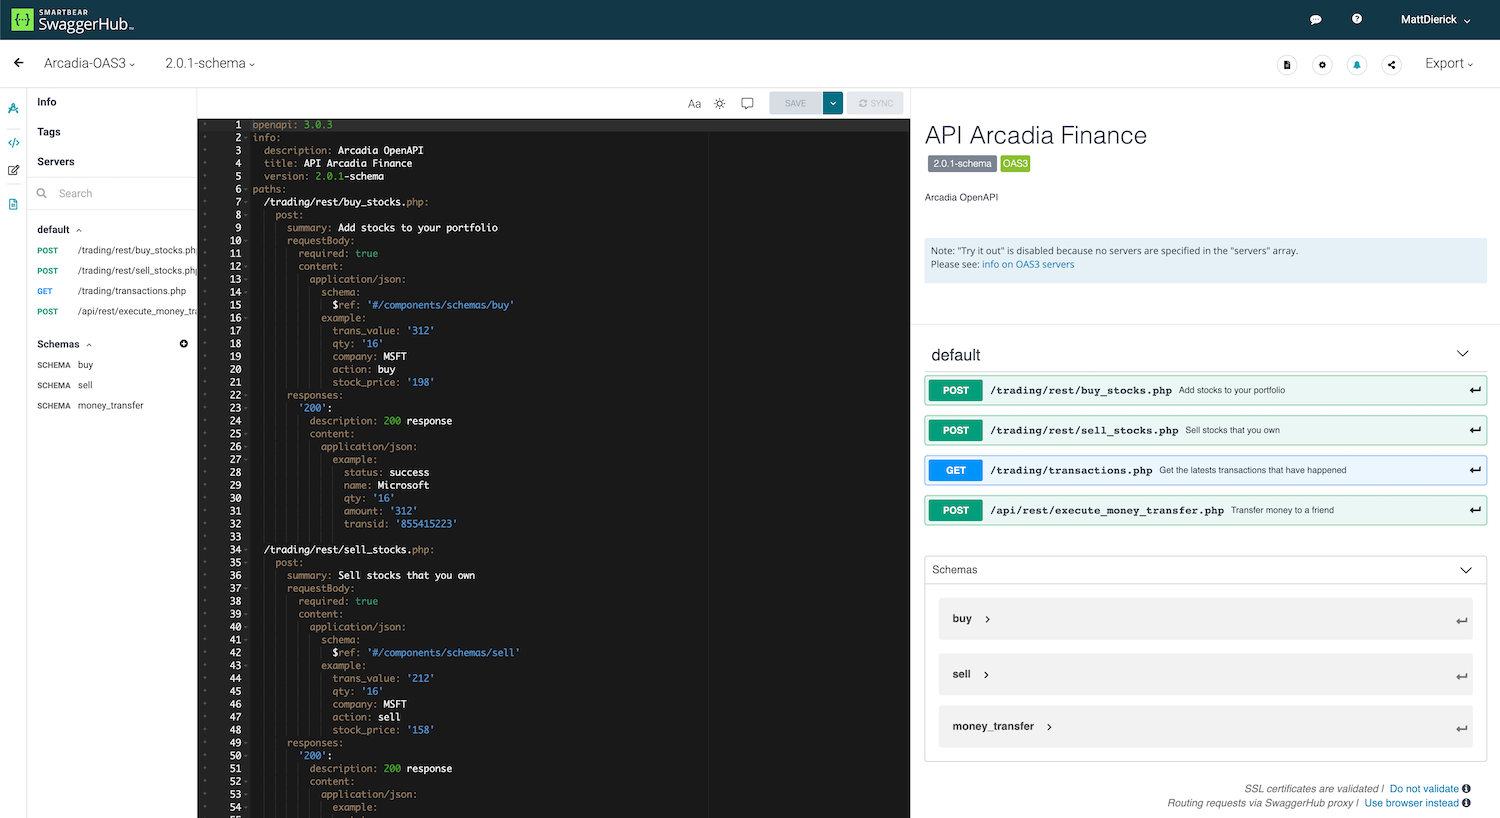 SMARTBEAR
SwaggerHub™
MattDierick
Arcadia-OAS3
2.0.1-schema
Export
Info
Tags
Servers
Search
default
POST /trading/rest/buy_stocks.ph
POST /trading/rest/sell_stocks.ph
GET /trading/transactions.php
POST /api/rest/execute_money_tra
Schemas
SCHEMA buy
SCHEMA sell
SCHEMA money_transfer
Aa
SAVE
SYNC
1 openapi: 3.0.3
2 info:
3 description: Arcadia OpenAPI
4 title: API Arcadia Finance
5 version: 2.0.1-schema
6 paths:
7 /trading/rest/buy_stocks.php:
8 post:
9 summary: Add stocks to your portfolio
10 requestBody:
11 required: true
12 content:
13 application/json:
14 schema:
15 $ref: '#/components/schemas/buy'
16 example:
17 trans_value: '312'
18 qty: '16'
19 company: MSFT
20 action: buy
21 stock_price: '198'
22 responses:
23 '200':
24 description: 200 response
25 content:
26 application/json:
27 example:
28 status: success
29 name: Microsoft
30 qty: '16'
31 amount: '312'
32 transid: '855415223'
33
34 /trading/rest/sell_stocks.php:
35 post:
36 summary: Sell stocks that you own
37 requestBody:
38 required: true
39 content:
40 application/json:
41 schema:
42 $ref: '#/components/schemas/sell'
43 example:
44 trans_value: '212'
45 qty: '16'
46 company: MSFT
47 action: sell
48 stock_price: '158'
49 responses:
50 '200':
51 description: 200 response
52 content:
53 application/json:
54 example:
API Arcadia Finance
2.0.1-schema OAS3
Arcadia OpenAPI
Note: "Try it out" is disabled because no servers are specified in the "servers" array.
Please see: info on OAS3 servers
default
POST /trading/rest/buy_stocks.php Add stocks to your portfolio
POST /trading/rest/sell_stocks.php Sell stocks that you own
GET /trading/transactions.php Get the latests transactions that have happened
POST /api/rest/execute_money_transfer.php Transfer money to a friend
Schemas
buy
sell
money_transfer
SSL certificates are validated / Do not validate
Routing requests via SwaggerHub proxy / Use browser instead